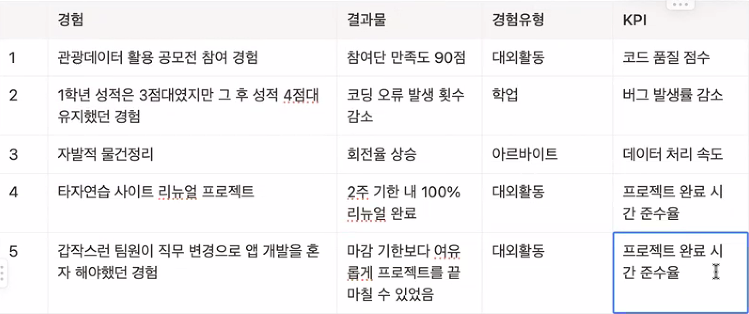 경험 결과물 경험유형 KPI
1 관광데이터 활용 공모전 참여 경험 참여단 만족도 90점 대외활동 코드 품질 점수
2 1학년 성적은 3점대였지만 그 후 성적 4점대 코딩 오류 발생 횟수 학업 버그 발생률 감소
유지했던 경험 감소
3 자발적 물건정리 회전율 상승 아르바이트 데이터 처리 속도
4 타자연습 사이트 리뉴얼 프로젝트 2주 기한 내 100% 대외활동 프로젝트 완료 시
리뉴얼 완료 간 준수율
5 갑작스런 팀원이 직무 변경으로 앱 개발을 혼 마감 기한보다 여유 대외활동 프로젝트 완료 시
자 해야했던 경험 롭게 프로젝트를 끝 간 준수율
마칠 수 있었음